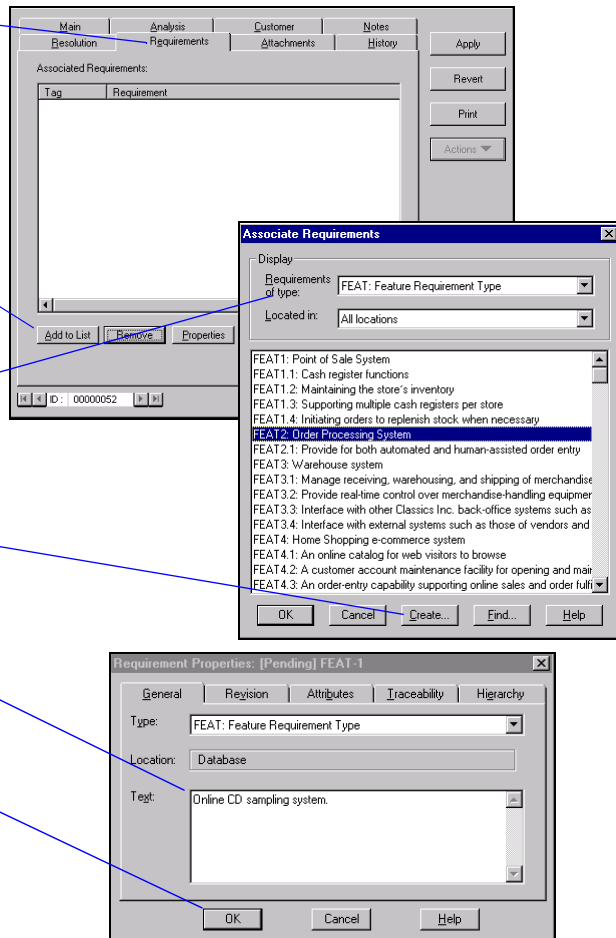 Main Analysis Customer Notes
Resolution Requirements Attachments History
Apply
Associated Requirements:
Revert
Tag Requirement
Print
Actions
Add to List Remove Properties
ID: 00000052
Associate Requirements
Display
Requirements of type: FEAT: Feature Requirement Type
Located in: All locations
FEAT1: Point of Sale System
FEAT1.1: Cash register functions
FEAT1.2: Maintaining the store's inventory
FEAT1.3: Supporting multiple cash registers per store
FEAT1.4: Initiating orders to replenish stock when necessary
FEAT2: Order Processing System
FEAT2.1: Provide for both automated and human-assisted order entry
FEAT3: Warehouse system
FEAT3.1: Manage receiving, warehousing, and shipping of merchandise
FEAT3.2: Provide real-time control over merchandise-handling equipmer
FEAT3.3: Interface with other Classics Inc. back-office systems such as
FEAT3.4: Interface with external systems such as those of vendors and
FEAT4: Home Shopping e-commerce system
FEAT4.1: An online catalog for web visitors to browse
FEAT4.2: A customer account maintenance facility for opening and mair
FEAT4.3: An order-entry capability supporting online sales and order fulfi
OK Cancel Create... Find... Help
Requirement Properties: [Pending] FEAT-1
General Revision Attributes Traceability Hierarchy
Type: FEAT: Feature Requirement Type
Location: Database
Text: Online CD sampling system.
OK Cancel Help